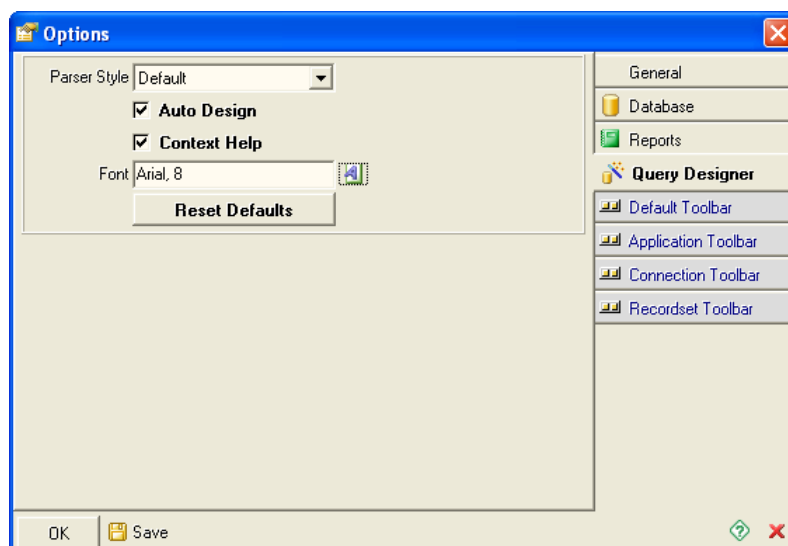 Options
Parser Style Default
Auto Design
Context Help
Font Arial, 8
Reset Defaults
General
Database
Reports
Query Designer
Default Toolbar
Application Toolbar
Connection Toolbar
Recordset Toolbar
OK Save